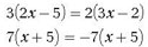 3(2x − 5) = 2(3x − 2)
7(x + 5) = −7(x + 5)